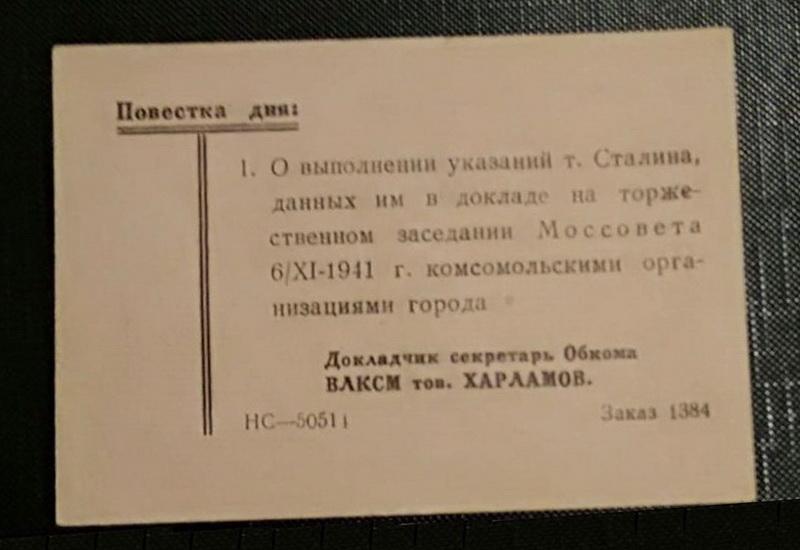 Повестка дня:
1. О выполнении указаний т. Сталина,
данных им в докладе на торже-
ственном заседании Моссовета
6/XI-1941 г. комсомольскими орга-
низациями города
Докладчик секретарь Обкома
ВЛКСМ тов. ХАРЛАМОВ.
НС—50511
Заказ 1384